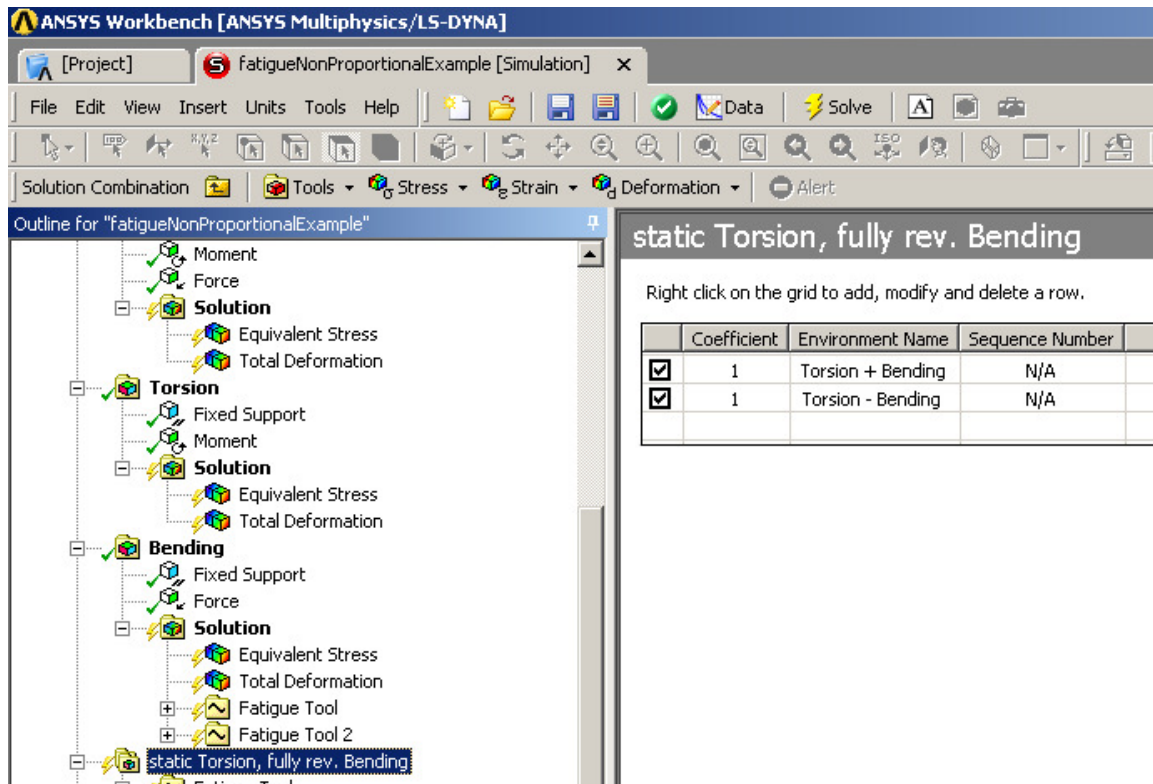 ANSYS Workbench [ANSYS Multiphysics/LS-DYNA]
[Project] fatigueNonProportionalExample [Simulation]
File Edit View Insert Units Tools Help Data Solve A
X,Y,Z ISO
Solution Combination Tools Stress Strain Deformation Alert
Outline for "fatigueNonProportionalExample"
Moment
Force
Solution
Equivalent Stress
Total Deformation
Torsion
Fixed Support
Moment
Solution
Equivalent Stress
Total Deformation
Bending
Fixed Support
Force
Solution
Equivalent Stress
Total Deformation
Fatigue Tool
Fatigue Tool 2
static Torsion, fully rev. Bending
static Torsion, fully rev. Bending
Right click on the grid to add, modify and delete a row.
Coefficient Environment Name Sequence Number
1 Torsion + Bending N/A
1 Torsion - Bending N/A